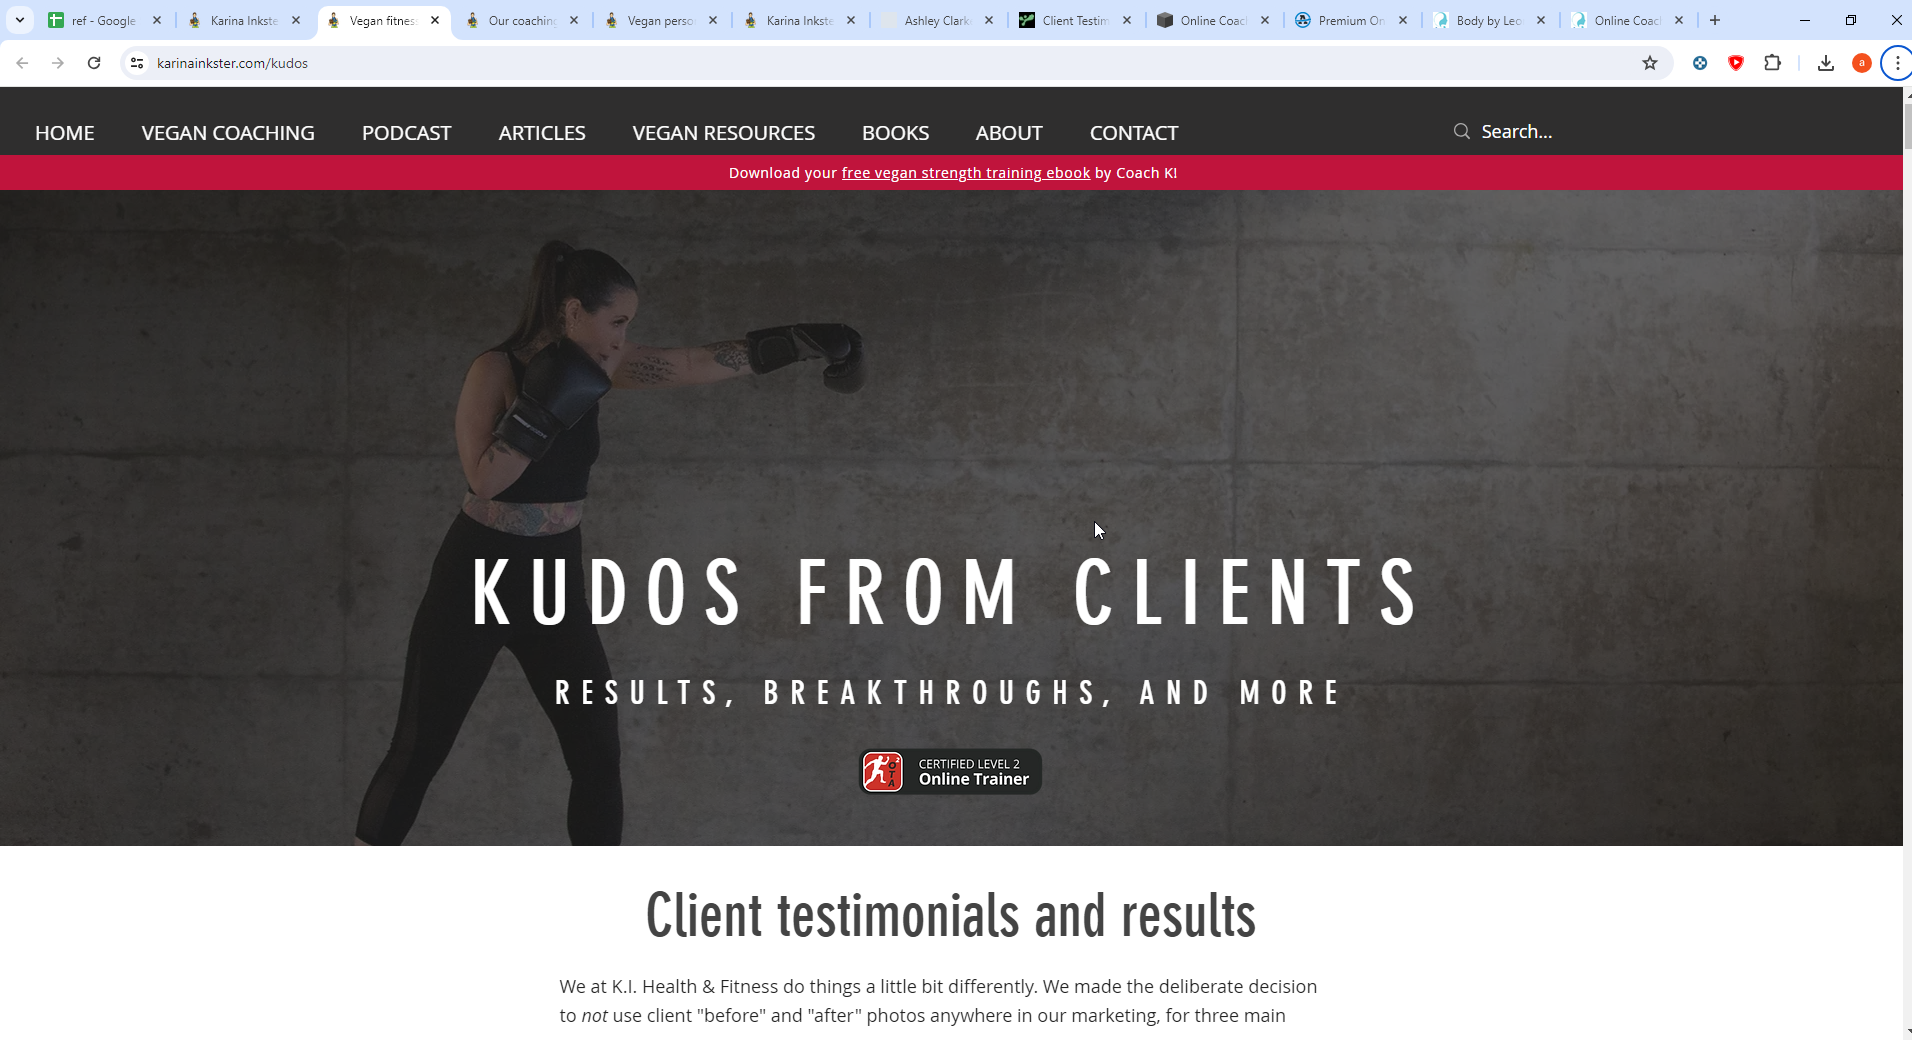 ref - Google
Karina Inkste
Vegan fitnes
Our coaching
Vegan perso
Karina Inkste
Ashley Clark
Client Testim
Online Coac
Premium On
Body by Leo
Online Coac
karinainkster.com/kudos
a
HOME VEGAN COACHING PODCAST ARTICLES VEGAN RESOURCES BOOKS ABOUT CONTACT Search...
Download your free vegan strength training ebook by Coach K!
KUDOS FROM CLIENTS
RESULTS, BREAKTHROUGHS, AND MORE
CERTIFIED LEVEL 2
Online Trainer
Client testimonials and results
We at K.I. Health & Fitness do things a little bit differently. We made the deliberate decision
to not use client "before" and "after" photos anywhere in our marketing, for three main